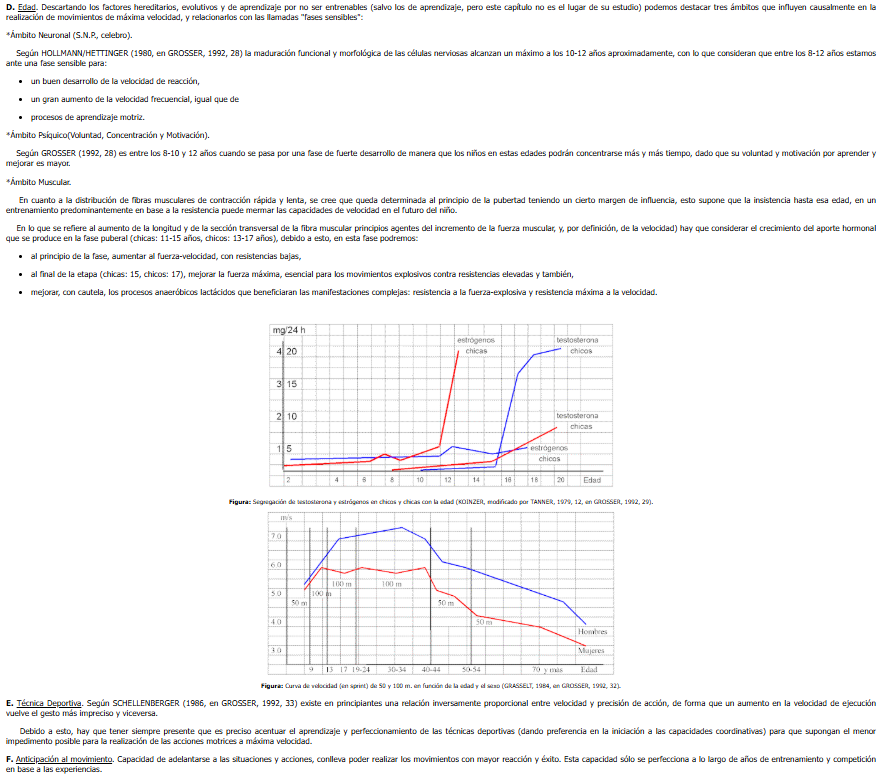 D. Edad. Descartando los factores hereditarios, evolutivos y de aprendizaje por no ser entrenables (salvo los de aprendizaje, pero este capítulo no es el lugar de su estudio) podemos destacar tres ámbitos que influyen causalmente en la
realización de movimientos de máxima velocidad, y relacionarlos con las llamadas "fases sensibles":
*Ámbito Neuronal (S.N.P., celebro).
Según HOLLMANN/HETTINGER (1980, en GROSSER, 1992, 28) la maduración funcional y morfológica de las células nerviosas alcanzan un máximo a los 10-12 años aproximadamente, con lo que consideran que entre los 8-12 años estamos
ante una fase sensible para:
• un buen desarrollo de la velocidad de reacción,
• un gran aumento de la velocidad frecuencial, igual que de
• procesos de aprendizaje motriz.
*Ámbito Psíquico(Voluntad, Concentración y Motivación).
Según GROSSER (1992, 28) es entre los 8-10 y 12 años cuando se pasa por una fase de fuerte desarrollo de manera que los niños en estas edades podrán concentrarse más y más tiempo, dado que su voluntad y motivación por aprender y
mejorar es mayor.
*Ámbito Muscular.
En cuanto a la distribución de fibras musculares de contracción rápida y lenta, se cree que queda determinada al principio de la pubertad teniendo un cierto margen de influencia, esto supone que la insistencia hasta esa edad, en un
entrenamiento predominantemente en base a la resistencia puede mermar las capacidades de velocidad en el futuro del niño.
En lo que se refiere al aumento de la longitud y de la sección transversal de la fibra muscular principios agentes del incremento de la fuerza muscular, y, por definición, de la velocidad) hay que considerar el crecimiento del aporte hormonal
que se produce en la fase puberal (chicas: 11-15 años, chicos: 13-17 años), debido a esto, en esta fase podremos:
• al principio de la fase, aumentar al fuerza-velocidad, con resistencias bajas,
• al final de la etapa (chicas: 15, chicos: 17), mejorar la fuerza máxima, esencial para los movimientos explosivos contra resistencias elevadas y también,
• mejorar, con cautela, los procesos anaeróbicos lactácidos que beneficiaran las manifestaciones complejas: resistencia a la fuerza-explosiva y resistencia máxima a la velocidad.
mg/24 h
estrógenos testosterona
4 20 chicas chicos
3 15
2 10 testosterona
chicas
1 5 estrógenos
chicos
2 4 6 8 10 12 14 16 18 20 Edad
Figura: Segregación de testosterona y estrógenos en chicos y chicas con la edad (KOINZER, modificado por TANNER, 1979, 12, en GROSSER, 1992, 29).
m/s
7.0
6.0
100 m 100 m
5.0 100 m
50 m 50 m
4.0 50 m
Hombres
3.0 Mujeres
9 13 17 19-24 30-34 40-44 50-54 70 y mas Edad
Figura: Curva de velocidad (en sprint) de 50 y 100 m. en función de la edad y el sexo (GRASSELT, 1984, en GROSSER, 1992, 32).
E. Técnica Deportiva. Según SCHELLENBERGER (1986, en GROSSER, 1992, 33) existe en principiantes una relación inversamente proporcional entre velocidad y precisión de acción, de forma que un aumento en la velocidad de ejecución
vuelve el gesto más impreciso y viceversa.
Debido a esto, hay que tener siempre presente que es preciso acentuar el aprendizaje y perfeccionamiento de las técnicas deportivas (dando preferencia en la iniciación a las capacidades coordinativas) para que supongan el menor
impedimento posible para la realización de las acciones motrices a máxima velocidad.
F. Anticipación al movimiento. Capacidad de adelantarse a las situaciones y acciones, conlleva poder realizar los movimientos con mayor reacción y éxito. Esta capacidad sólo se perfecciona a lo largo de años de entrenamiento y competición
en base a las experiencias.